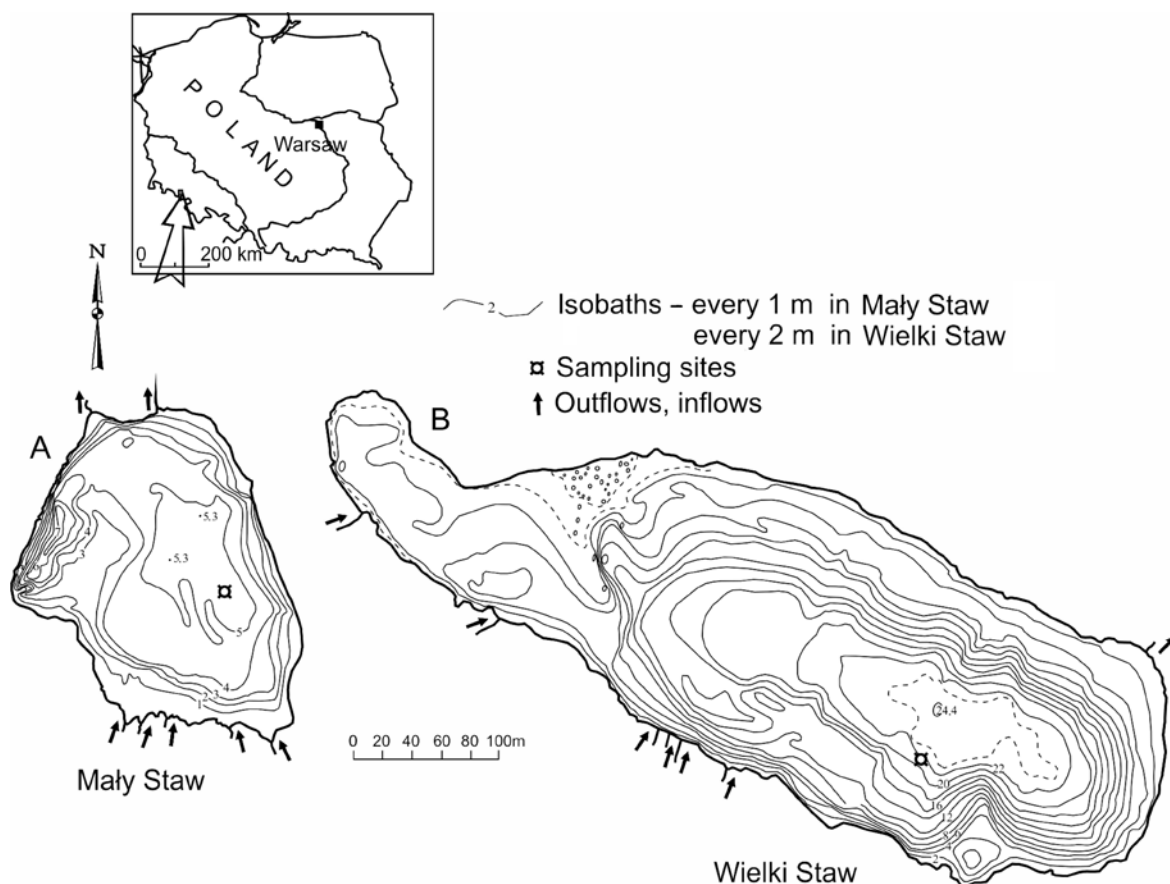 POLAND
Warsaw
0 200 km
N
2
Isobaths – every 1 m in Mały Staw
every 2 m in Wielki Staw
Sampling sites
Outflows, inflows
A
B
4
3
5,3
5,3
5
4
3
2
1
24,4
22
20
16
12
4
2
0 20 40 60 80 100m
Mały Staw
Wielki Staw